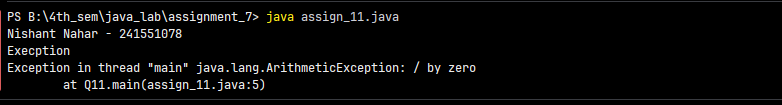 PS B:\4th_sem\java_lab\assignment_7> java assign_11.java
Nishant Nahar - 241551078
Execption
Exception in thread "main" java.lang.ArithmeticException: / by zero
        at Q11.main(assign_11.java:5)